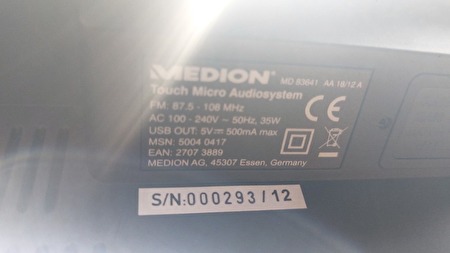 MEDION® MD 83641 AA 18/12 A
Touch Micro Audiosystem
FM: 87.5 - 108 MHz
AC 100 - 240V ~ 50Hz, 35W
USB OUT: 5V⎓500mA max
MSN: 5004 0417
EAN: 2707 3889
MEDION AG, 45307 Essen, Germany
CE
S/N:000293/12